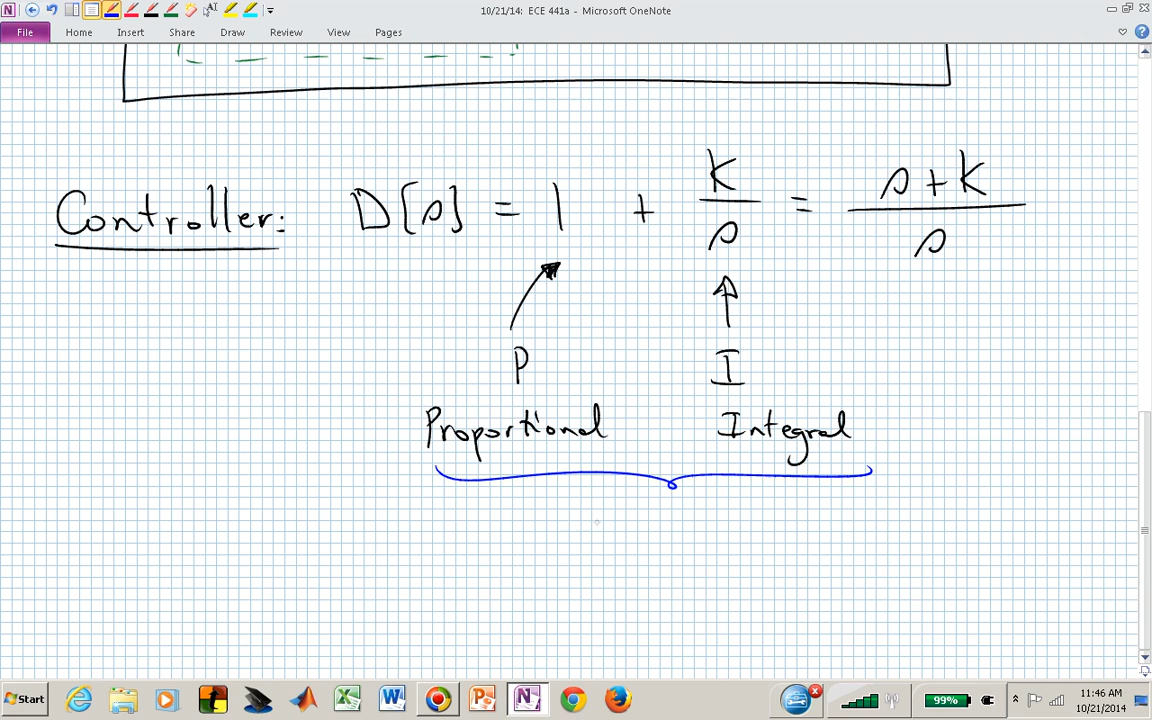 10/21/14: ECE 441a - Microsoft OneNote
File Home Insert Share Draw Review View Pages
Controller: D[s] = 1 + K/s = s+K/s
P I
Proportional Integral
Start 99% 11:46 AM
10/21/2014